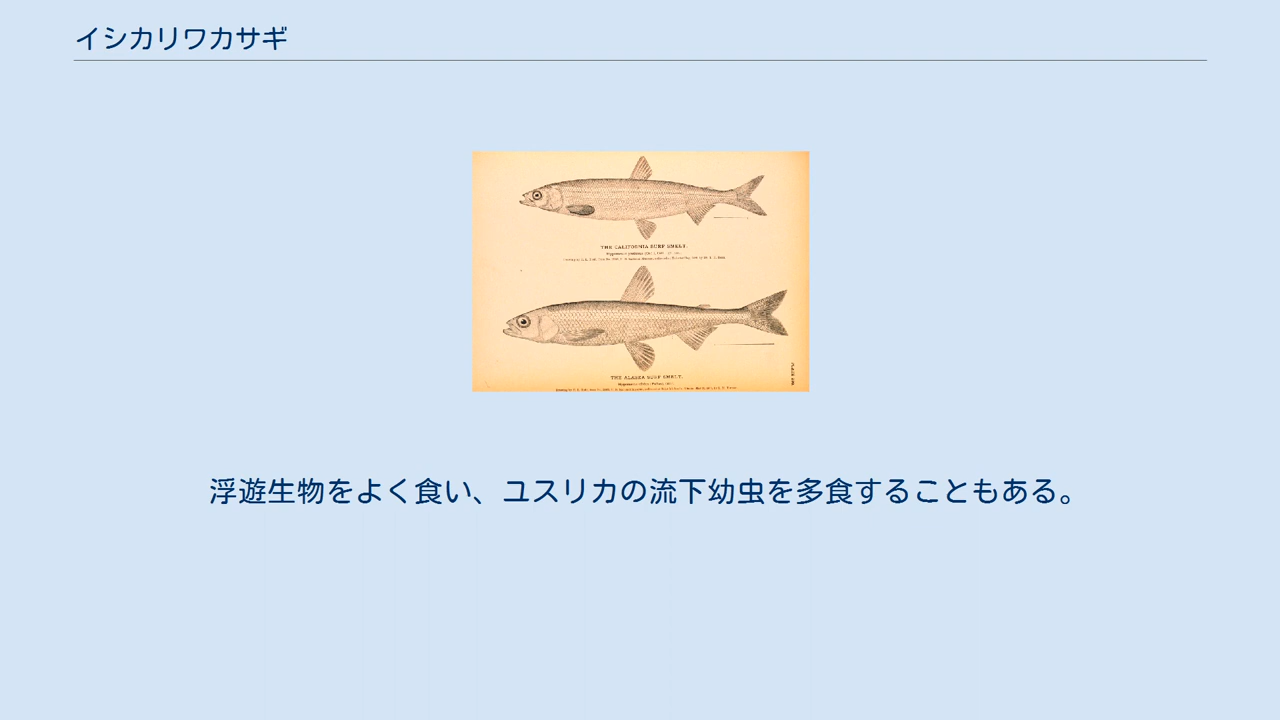 イシカリワカサギ
THE CALIFORNIA SURF SMELT.
THE ALASKA SURF SMELT.
浮遊生物をよく食い、ユスリカの流下幼虫を多食することもある。